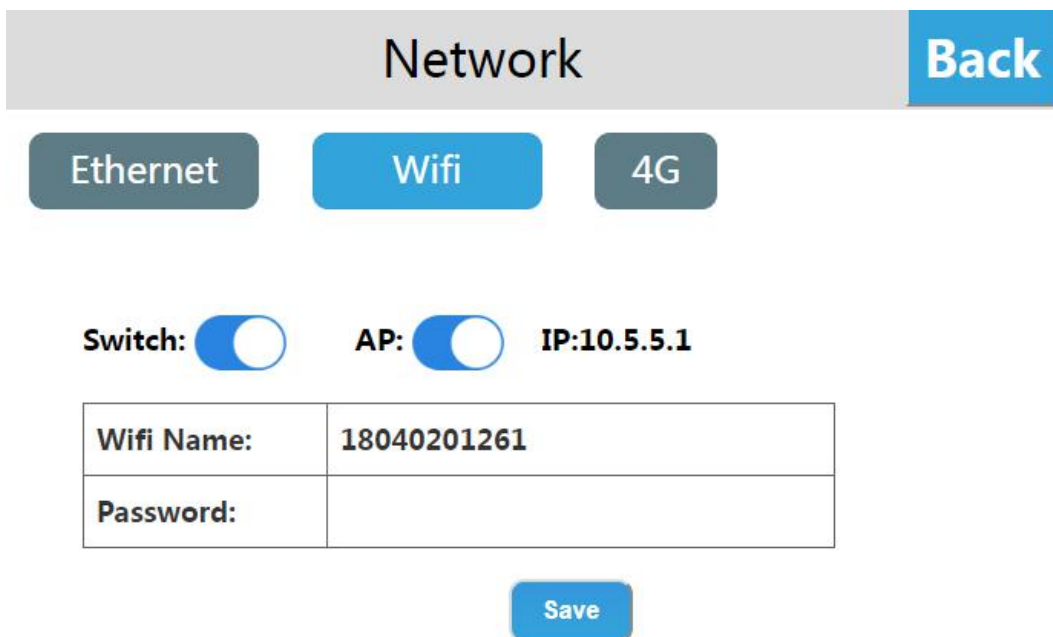 Network Back
Ethernet Wifi 4G
Switch: AP: IP:10.5.5.1
Wifi Name: 18040201261
Password:
Save